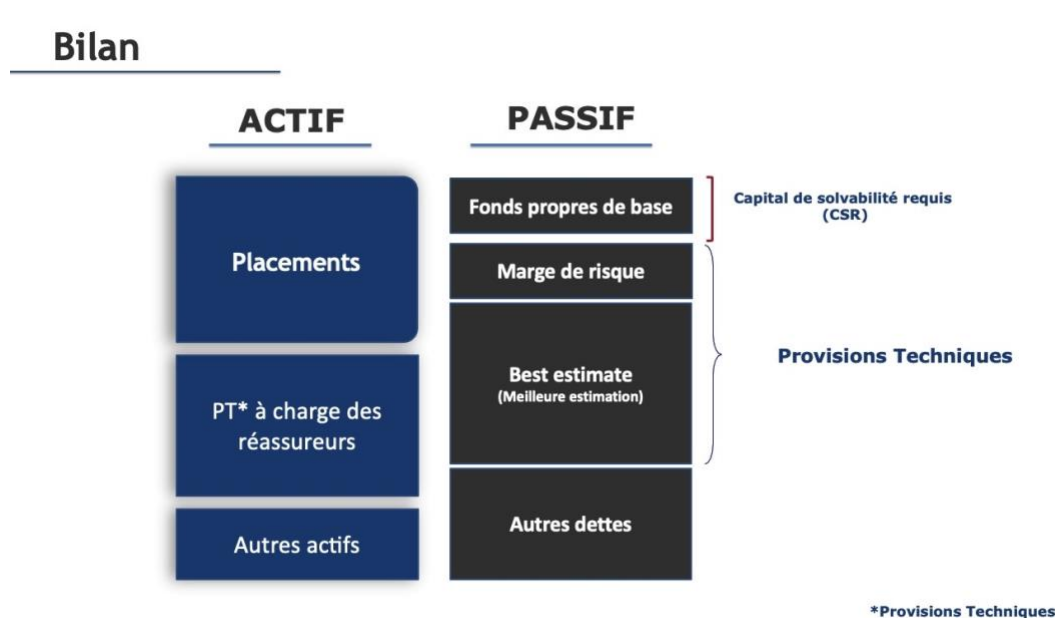 Bilan
ACTIF
PASSIF
Placements
PT* à charge des
réassureurs
Autres actifs
Fonds propres de base
Marge de risque
Best estimate
(Meilleure estimation)
Autres dettes
Capital de solvabilité requis
(CSR)
Provisions Techniques
*Provisions Techniques